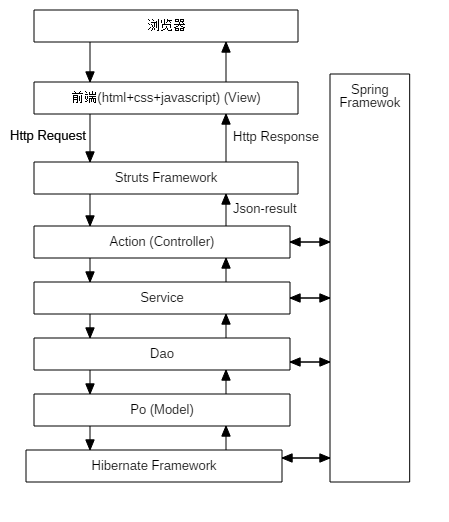 浏览器
前端(html+css+javascript) (View)
Spring
Framewok
Http Request
Http Response
Struts Framework
Json-result
Action (Controller)
Service
Dao
Po (Model)
Hibernate Framework